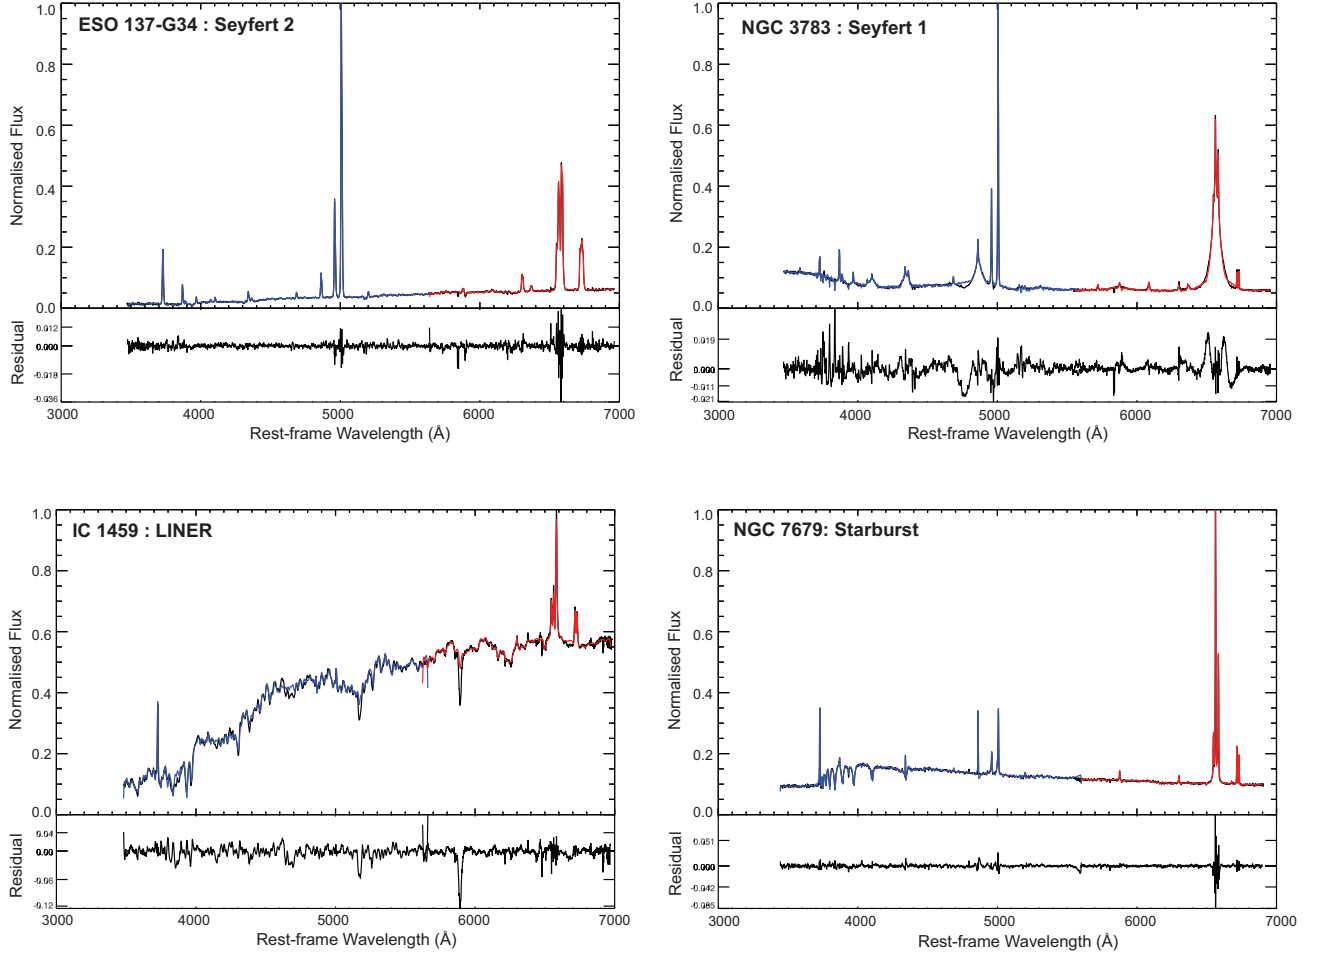 ESO 137-G34 : Seyfert 2
Normalised Flux
1.0
0.8
0.6
0.4
0.2
0.0
Residual
0.012
0.000
-0.018
-0.036
3000 4000 5000 6000 7000
Rest-frame Wavelength (Å)
NGC 3783 : Seyfert 1
Normalised Flux
1.0
0.8
0.6
0.4
0.2
0.0
Residual
0.019
0.000
-0.011
-0.021
3000 4000 5000 6000 7000
Rest-frame Wavelength (Å)
IC 1459 : LINER
Normalised Flux
1.0
0.8
0.6
0.4
0.2
0.0
Residual
0.04
0.00
-0.06
-0.12
3000 4000 5000 6000 7000
Rest-frame Wavelength (Å)
NGC 7679: Starburst
Normalised Flux
1.0
0.8
0.6
0.4
0.2
0.0
Residual
0.051
0.000
-0.042
-0.085
3000 4000 5000 6000 7000
Rest-frame Wavelength (Å)